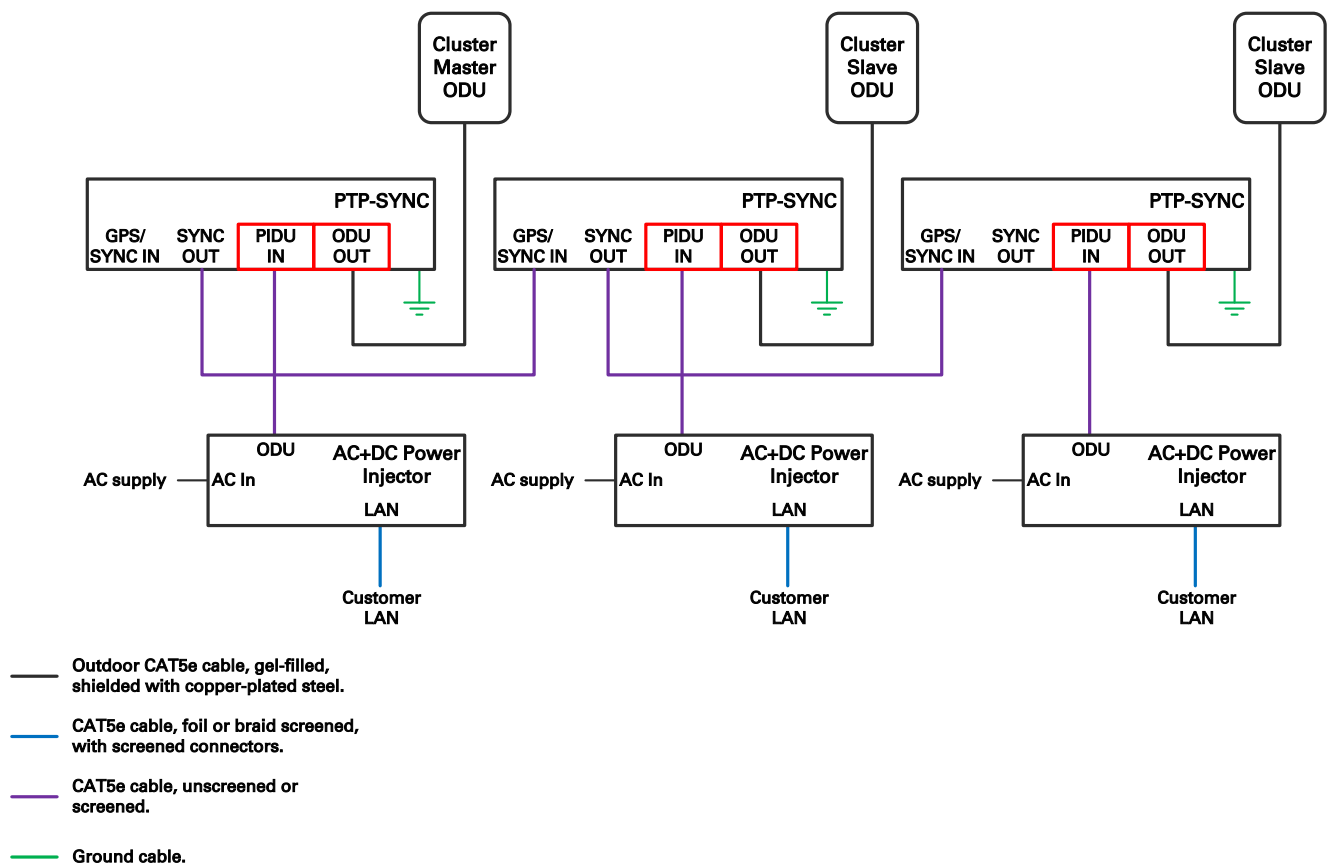 Cluster
Master
ODU
Cluster
Slave
ODU
Cluster
Slave
ODU
PTP-SYNC
GPS/
SYNC IN
SYNC
OUT
PIDU
IN
ODU
OUT
PTP-SYNC
GPS/
SYNC IN
SYNC
OUT
PIDU
IN
ODU
OUT
PTP-SYNC
GPS/
SYNC IN
SYNC
OUT
PIDU
IN
ODU
OUT
AC supply
ODU
AC+DC Power
Injector
AC In
LAN
Customer
LAN
AC supply
ODU
AC+DC Power
Injector
AC In
LAN
Customer
LAN
AC supply
ODU
AC+DC Power
Injector
AC In
LAN
Customer
LAN
Outdoor CAT5e cable, gel-filled,
shielded with copper-plated steel.
CAT5e cable, foil or braid screened,
with screened connectors.
CAT5e cable, unscreened or
screened.
Ground cable.